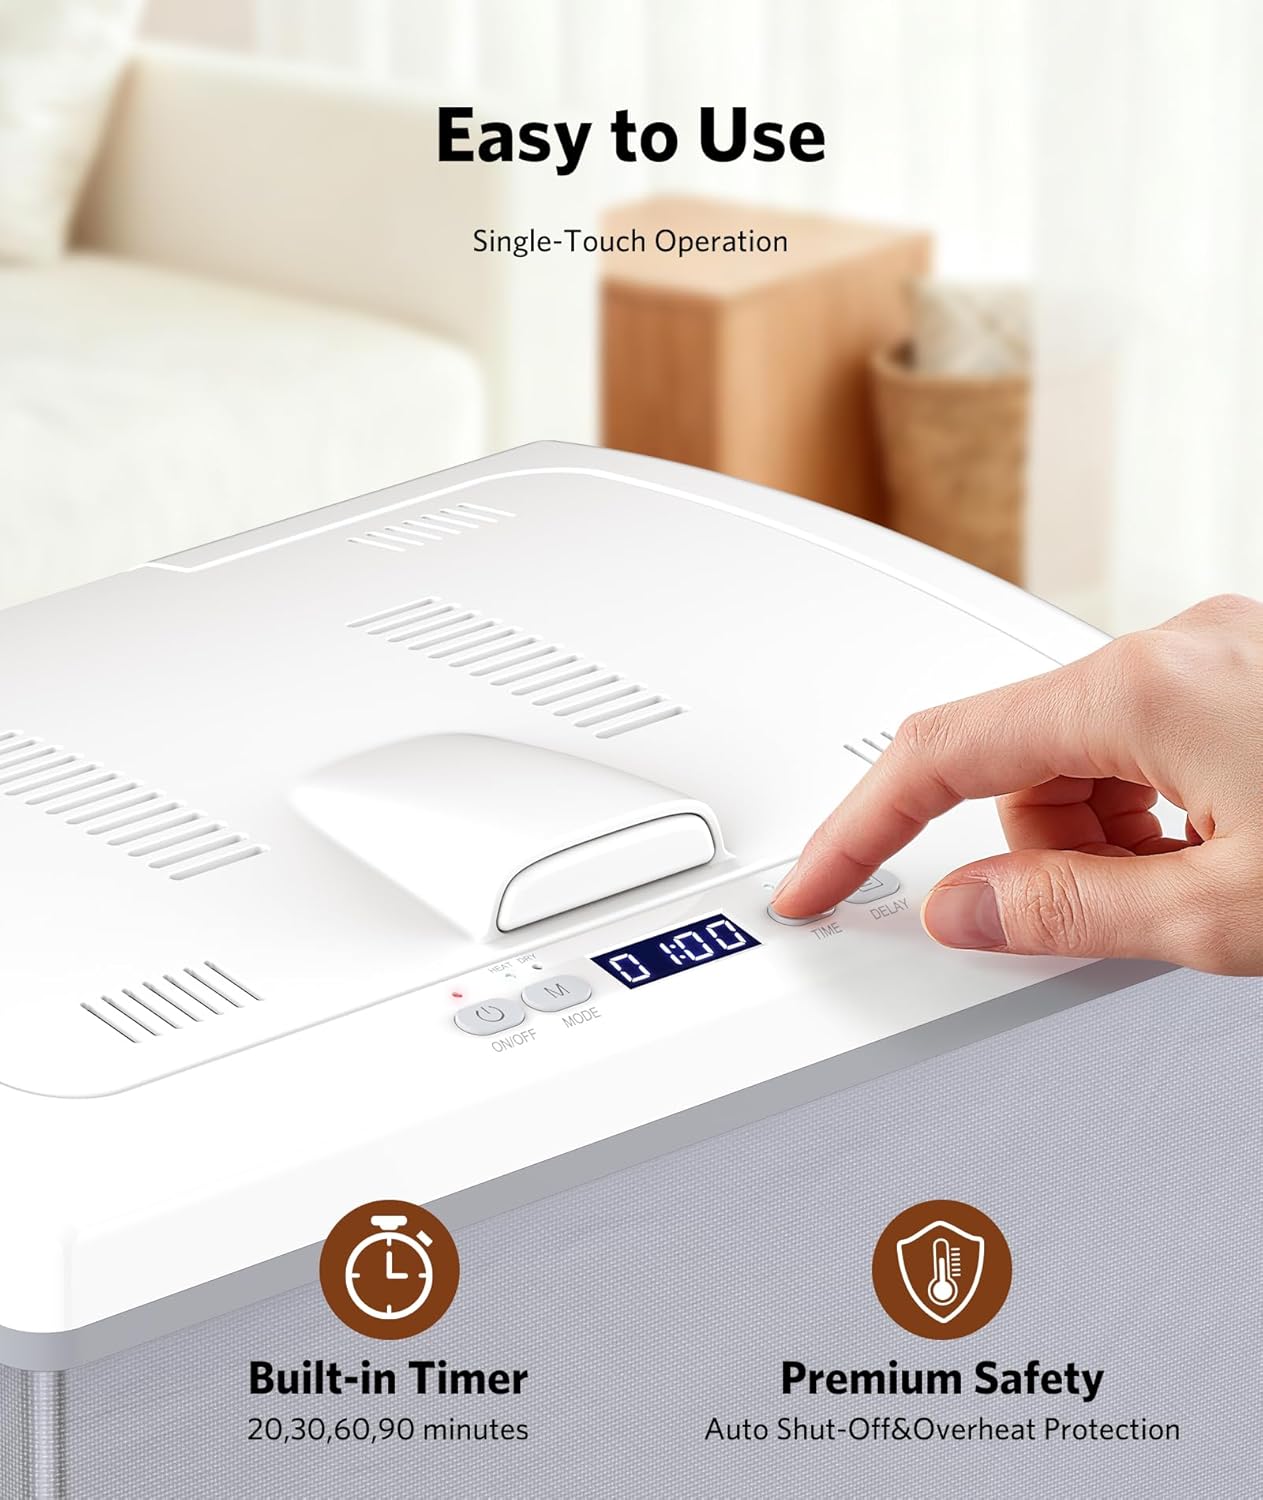 Easy to Use
Single-Touch Operation
HEAT DRY
01:00
M
ON/OFF
MODE
TIME
DELAY
Built-in Timer
20,30,60,90 minutes
Premium Safety
Auto Shut-Off&Overheat Protection